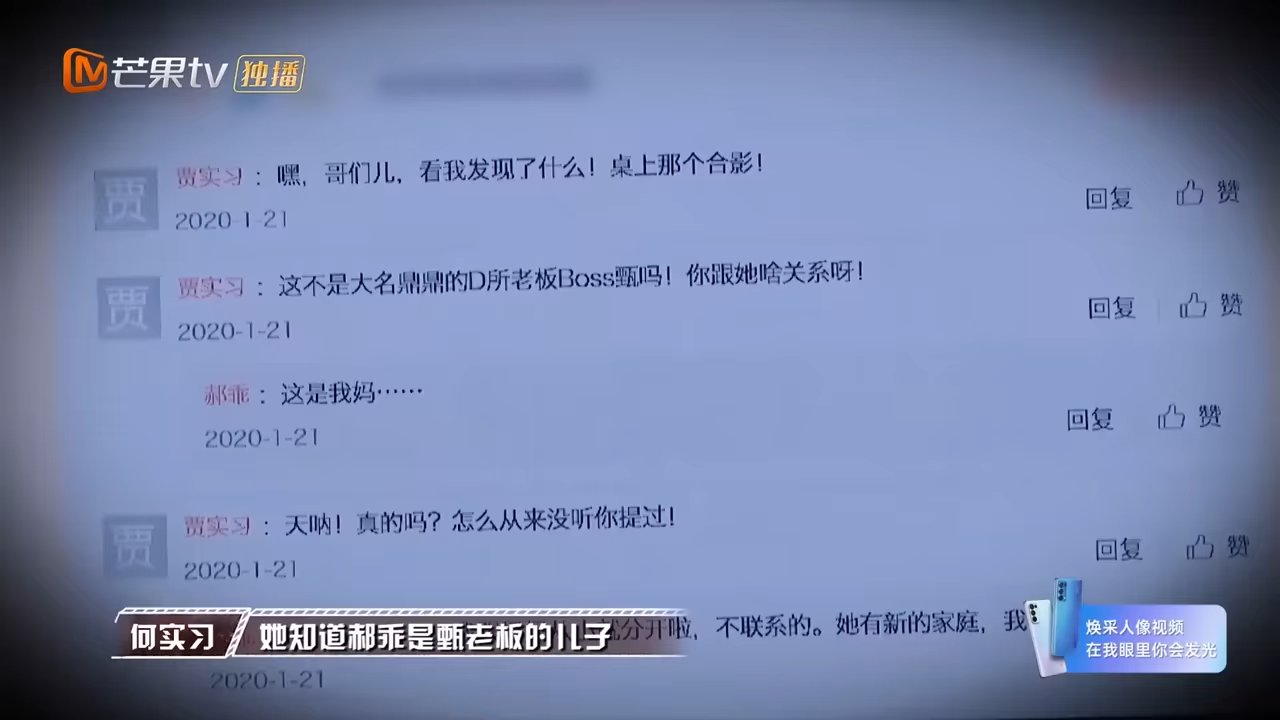 芒果tv 独播
贾 贾实习：嘿，哥们儿，看我发现了什么！桌上那个合影！
2020-1-21
回复 赞
贾 贾实习：这不是大名鼎鼎的D所老板Boss甄吗！你跟她啥关系呀！
2020-1-21
回复 赞
郝乖：这是我妈……
2020-1-21
回复 赞
贾 贾实习：天呐！真的吗？怎么从来没听你提过！
2020-1-21
回复 赞
分开啦，不联系的。她有新的家庭，我
2020-1-21
何实习 她知道郝乖是甄老板的儿子
焕采人像视频
在我眼里你会发光